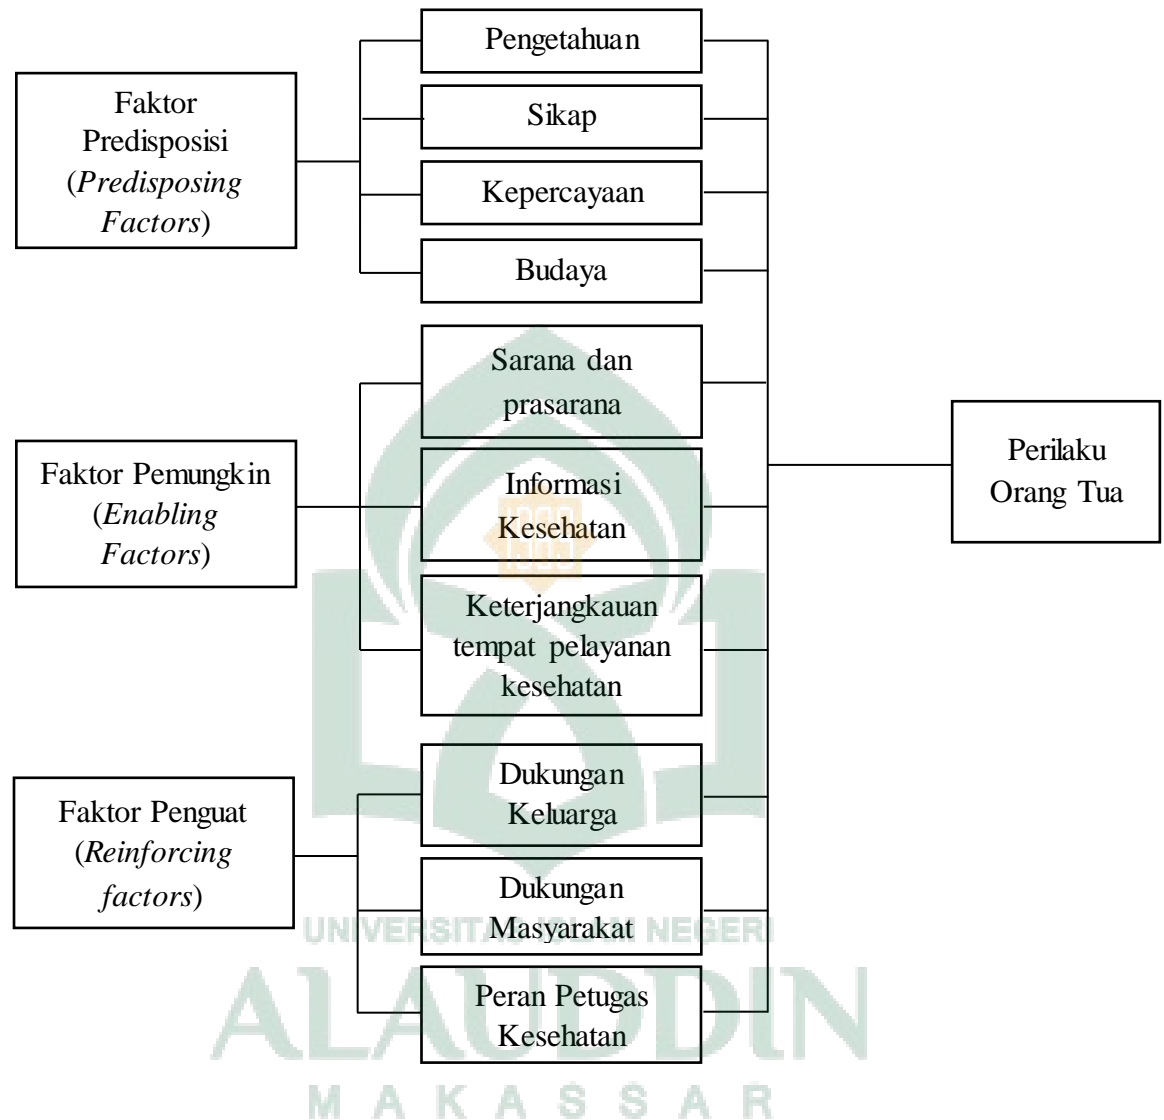 Faktor
Predisposisi
(Predisposing
Factors)
Pengetahuan
Sikap
Kepercayaan
Budaya
Faktor Pemungkin
(Enabling
Factors)
Sarana dan
prasarana
Informasi
Kesehatan
Keterjangkauan
tempat pelayanan
kesehatan
Faktor Penguat
(Reinforcing
factors)
Dukungan
Keluarga
Dukungan
Masyarakat
Peran Petugas
Kesehatan
Perilaku
Orang Tua
UNIVERSITAS ISLAM NEGERI
ALAUDDIN
MAKASSAR